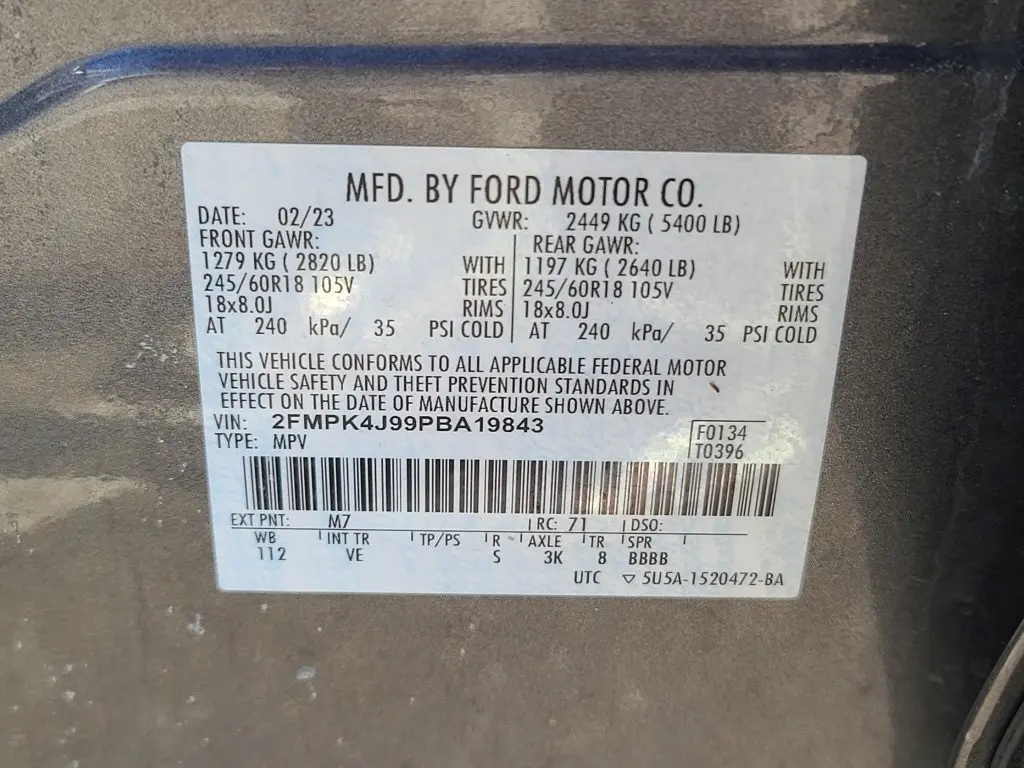 MFD. BY FORD MOTOR CO.
DATE: 02/23 GVWR: 2449 KG ( 5400 LB)
FRONT GAWR: REAR GAWR:
1279 KG ( 2820 LB) WITH 1197 KG ( 2640 LB) WITH
245/60R18 105V TIRES 245/60R18 105V TIRES
18x8.0J RIMS 18x8.0J RIMS
AT 240 kPa/ 35 PSI COLD AT 240 kPa/ 35 PSI COLD
THIS VEHICLE CONFORMS TO ALL APPLICABLE FEDERAL MOTOR
VEHICLE SAFETY AND THEFT PREVENTION STANDARDS IN
EFFECT ON THE DATE OF MANUFACTURE SHOWN ABOVE.
VIN: 2FMPK4J99PBA19843 F0134
TYPE: MPV T0396
EXT PNT: M7 RC: 71 DSO:
WB INT TR TP/PS R AXLE TR SPR
112 VE S 3K 8 BBBB
UTC ▽ 5U5A-1520472-BA